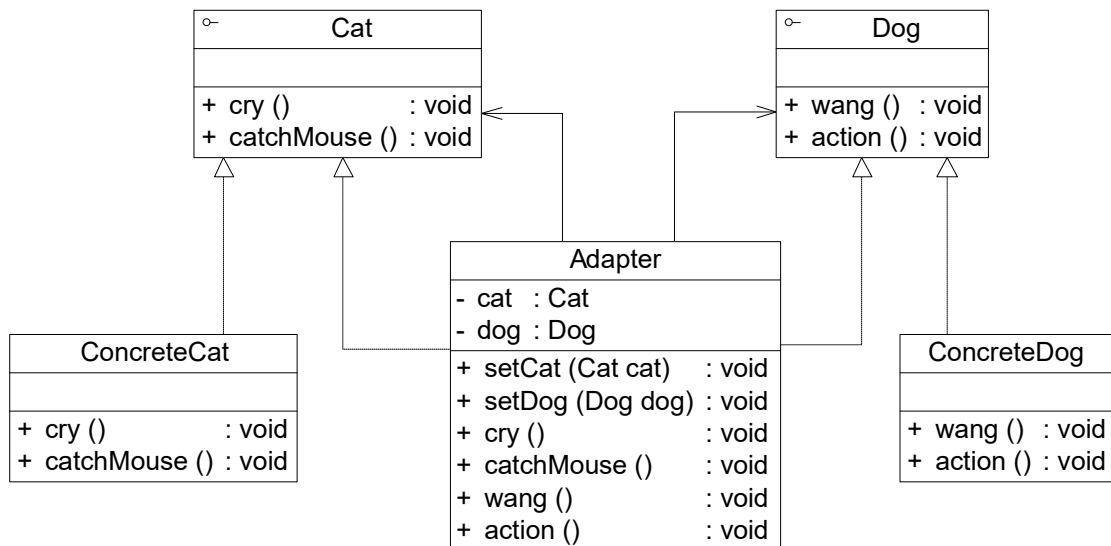 Cat
+ cry () : void
+ catchMouse () : void
Dog
+ wang () : void
+ action () : void
Adapter
- cat : Cat
- dog : Dog
+ setCat (Cat cat) : void
+ setDog (Dog dog) : void
+ cry () : void
+ catchMouse () : void
+ wang () : void
+ action () : void
ConcreteCat
+ cry () : void
+ catchMouse () : void
ConcreteDog
+ wang () : void
+ action () : void